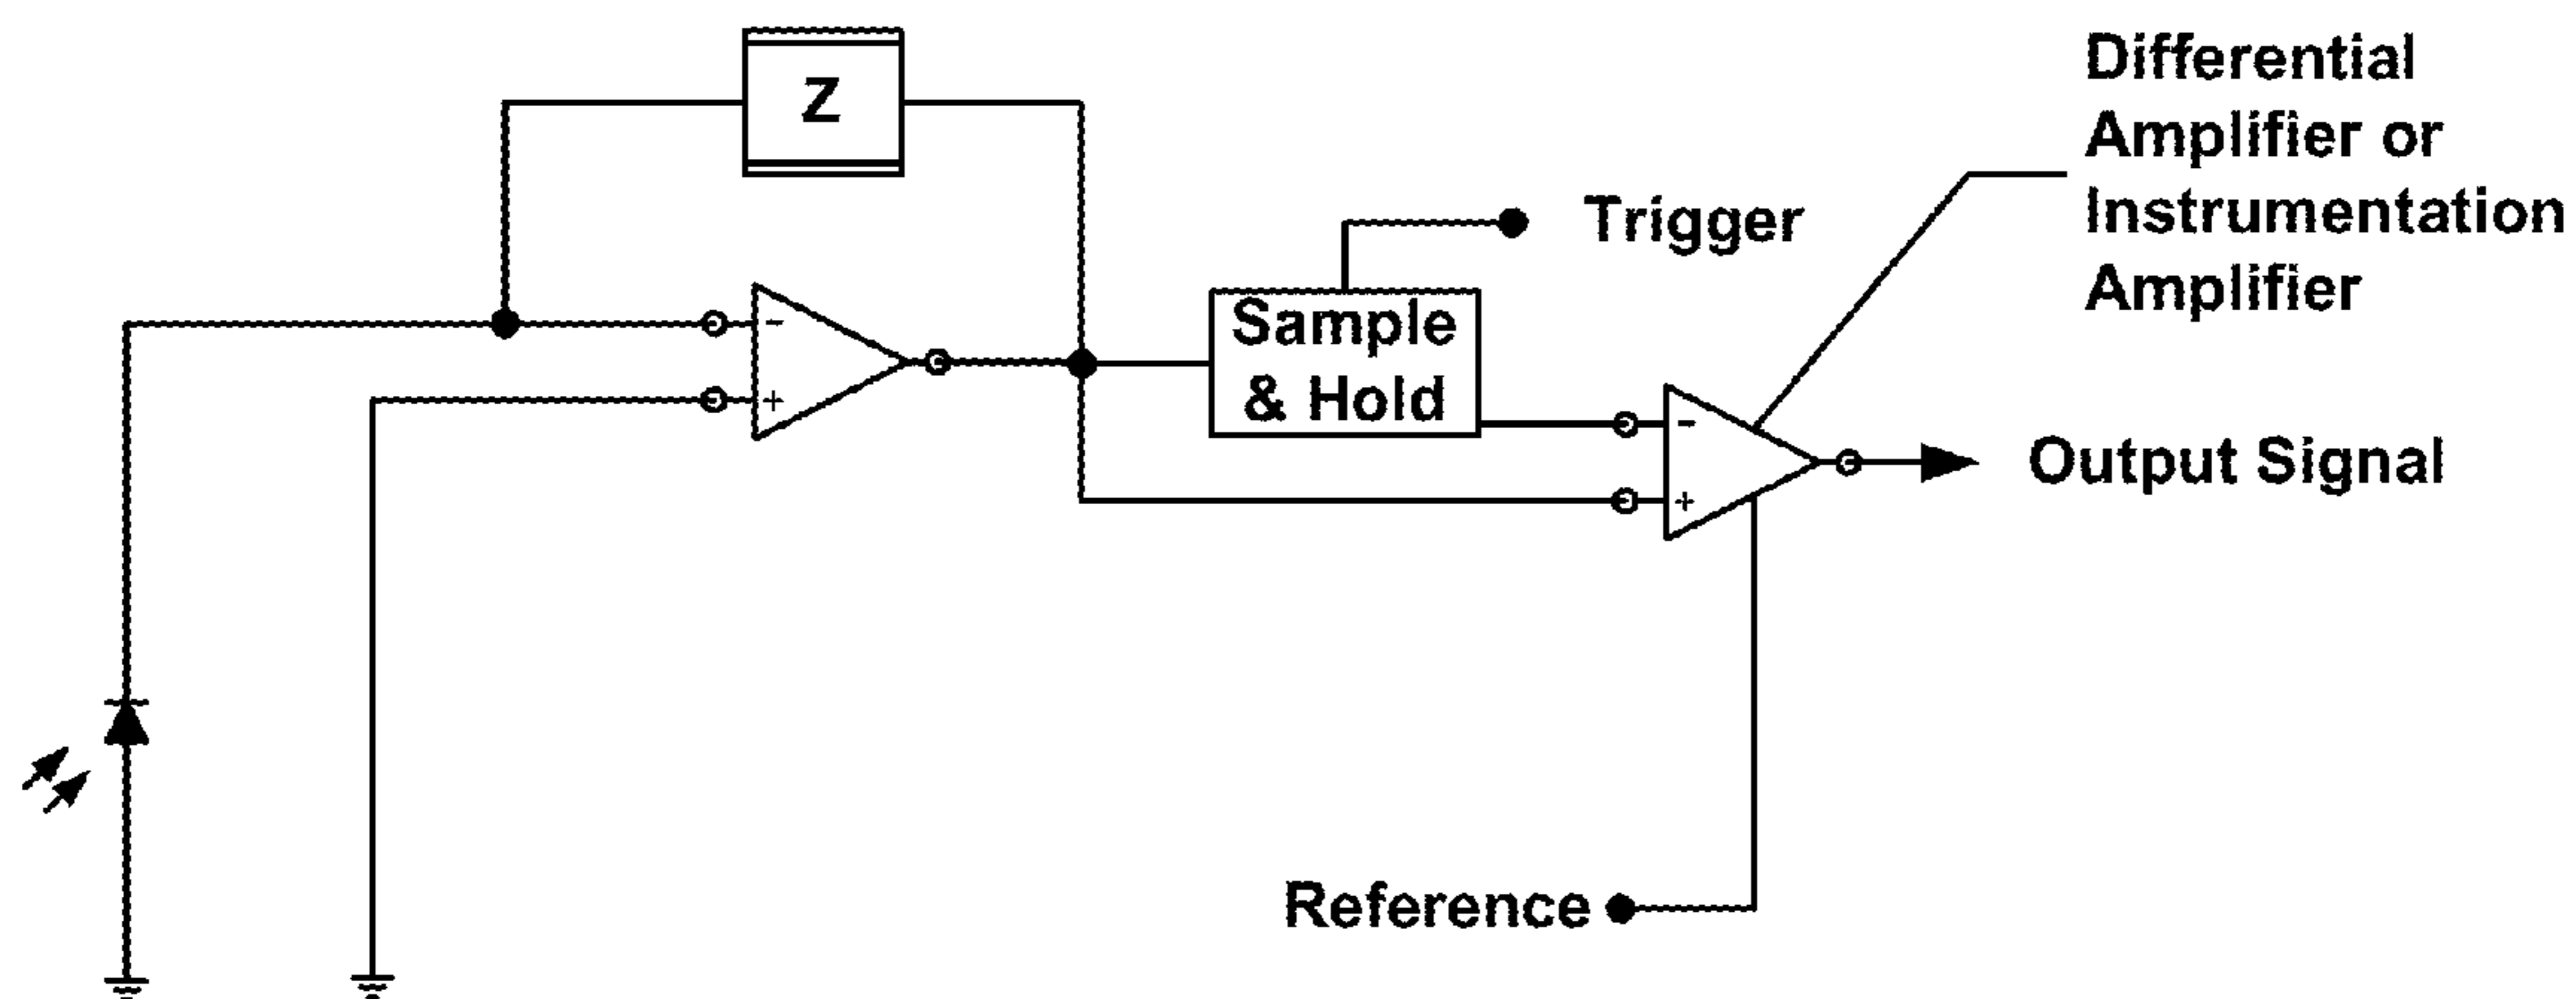 Z
Differential
Amplifier or
Instrumentation
Amplifier
Trigger
Sample
& Hold
-
+
-
+
Output Signal
Reference